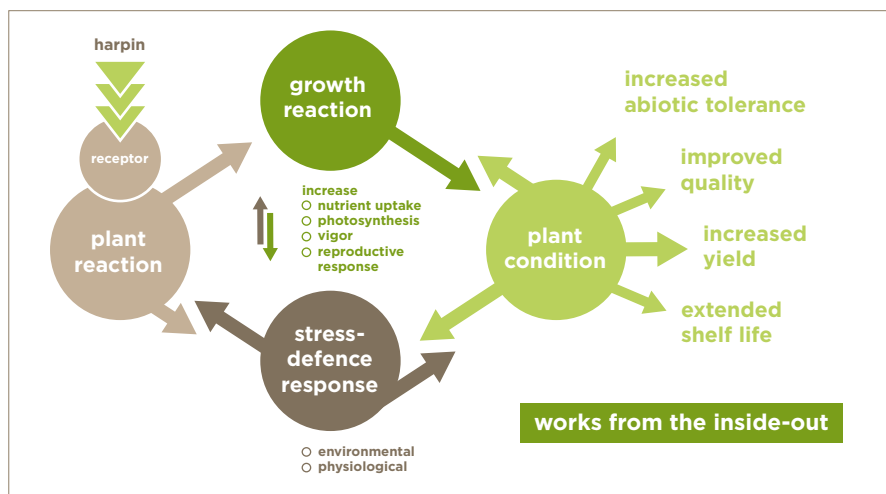 harpin
receptor
plant
reaction
growth
reaction
increase
nutrient uptake
photosynthesis
vigor
reproductive
response
stress-
defence
response
environmental
physiological
plant
condition
increased
abiotic tolerance
improved
quality
increased
yield
extended
shelf life
works from the inside-out